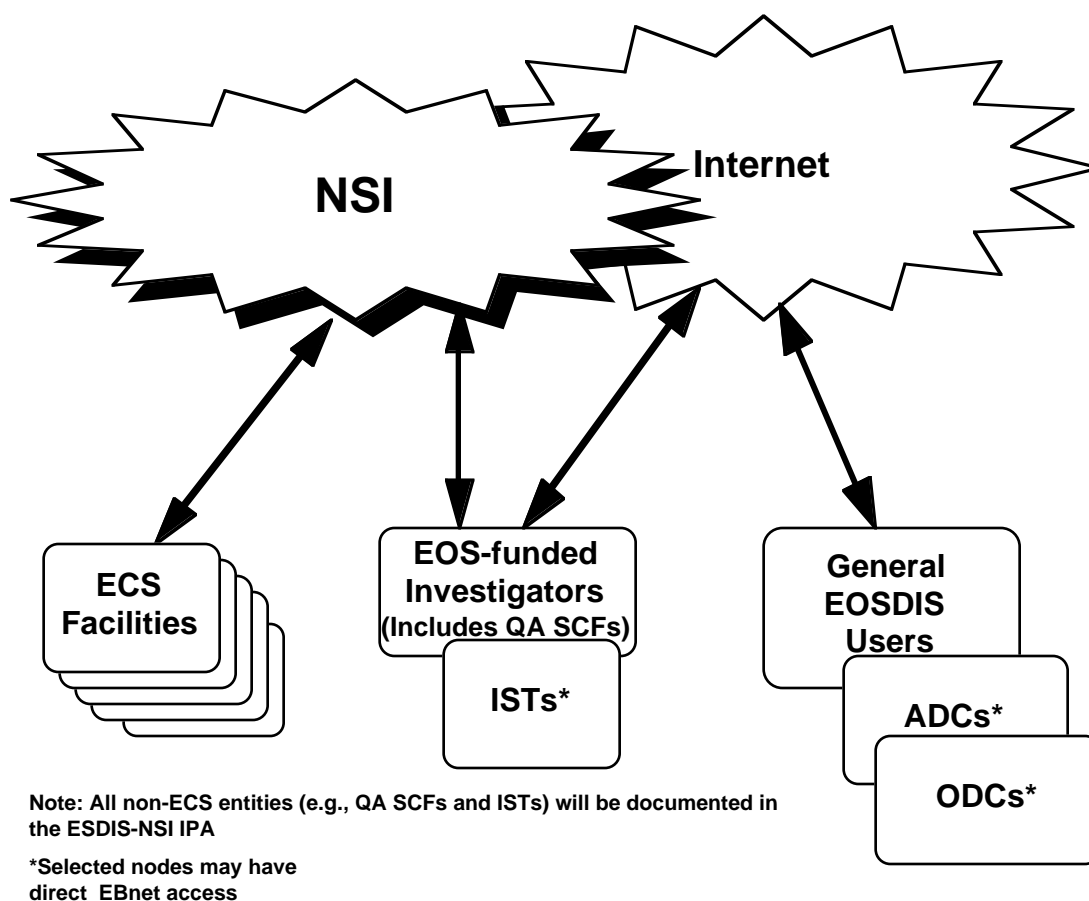 NSI
Internet
ECS
Facilities
EOS-funded
Investigators
(Includes QA SCFs)
ISTs*
General
EOSDIS
Users
ADCs*
ODCs*
Note: All non-ECS entities (e.g., QA SCFs and ISTs) will be documented in
the ESDIS-NSI IPA
*Selected nodes may have
direct EBnet access